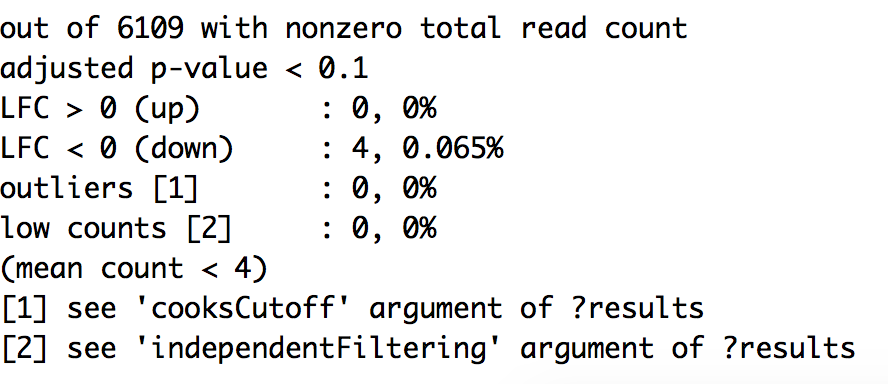 out of 6109 with nonzero total read count
adjusted p-value < 0.1
LFC > 0 (up)       : 0, 0%
LFC < 0 (down)     : 4, 0.065%
outliers [1]       : 0, 0%
low counts [2]     : 0, 0%
(mean count < 4)
[1] see 'cooksCutoff' argument of ?results
[2] see 'independentFiltering' argument of ?results